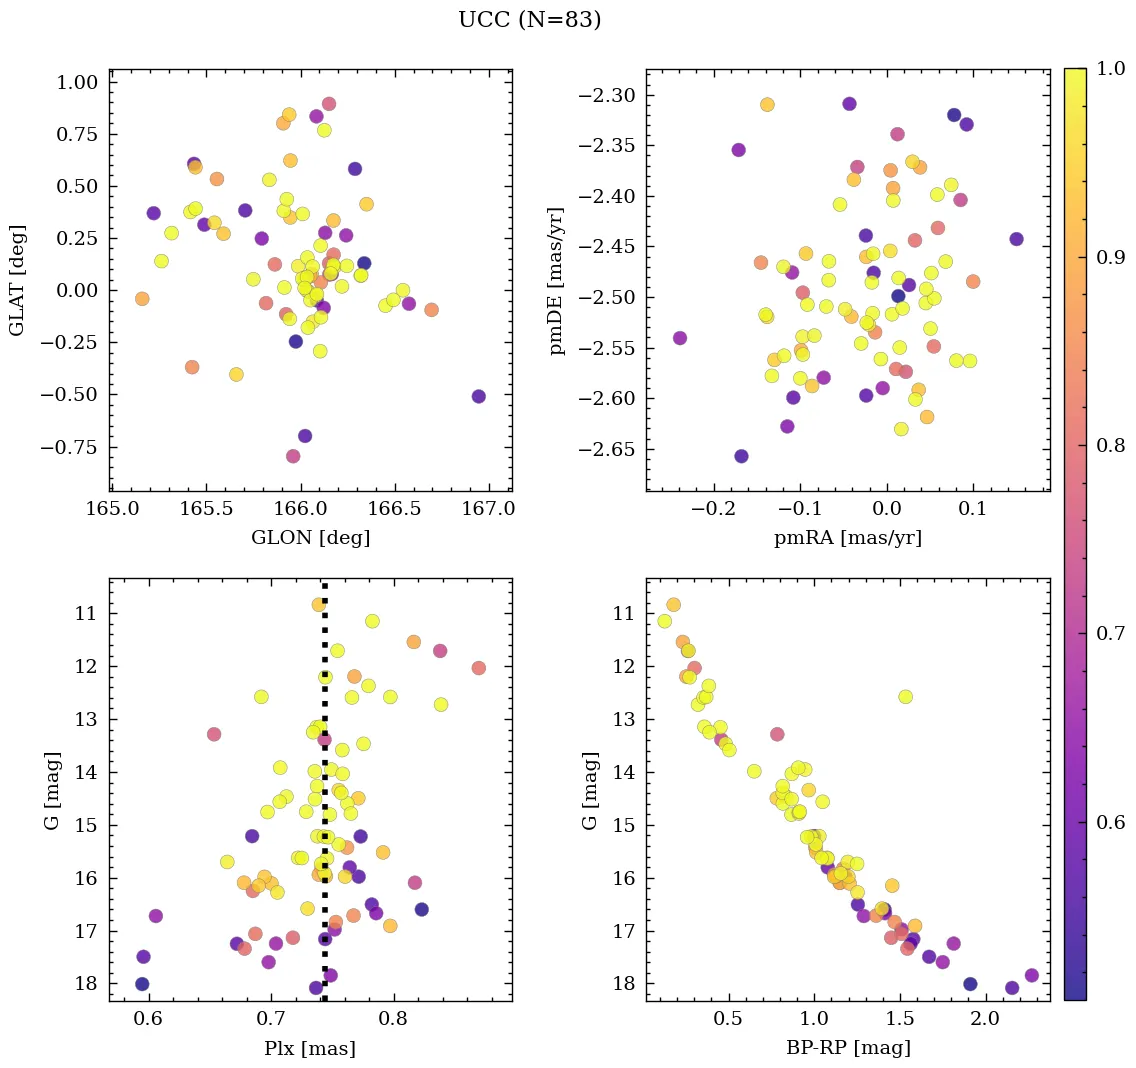 UCC (N=83)
1.00
0.75
0.50
0.25
0.00
−0.25
−0.50
−0.75
GLAT [deg]
165.0 165.5 166.0 166.5 167.0
GLON [deg]
−2.30
−2.35
−2.40
−2.45
−2.50
−2.55
−2.60
−2.65
pmDE [mas/yr]
−0.2 −0.1 0.0 0.1
pmRA [mas/yr]
11
12
13
14
15
16
17
18
G [mag]
0.6 0.7 0.8
Plx [mas]
11
12
13
14
15
16
17
18
G [mag]
0.5 1.0 1.5 2.0
BP-RP [mag]
1.0
0.9
0.8
0.7
0.6